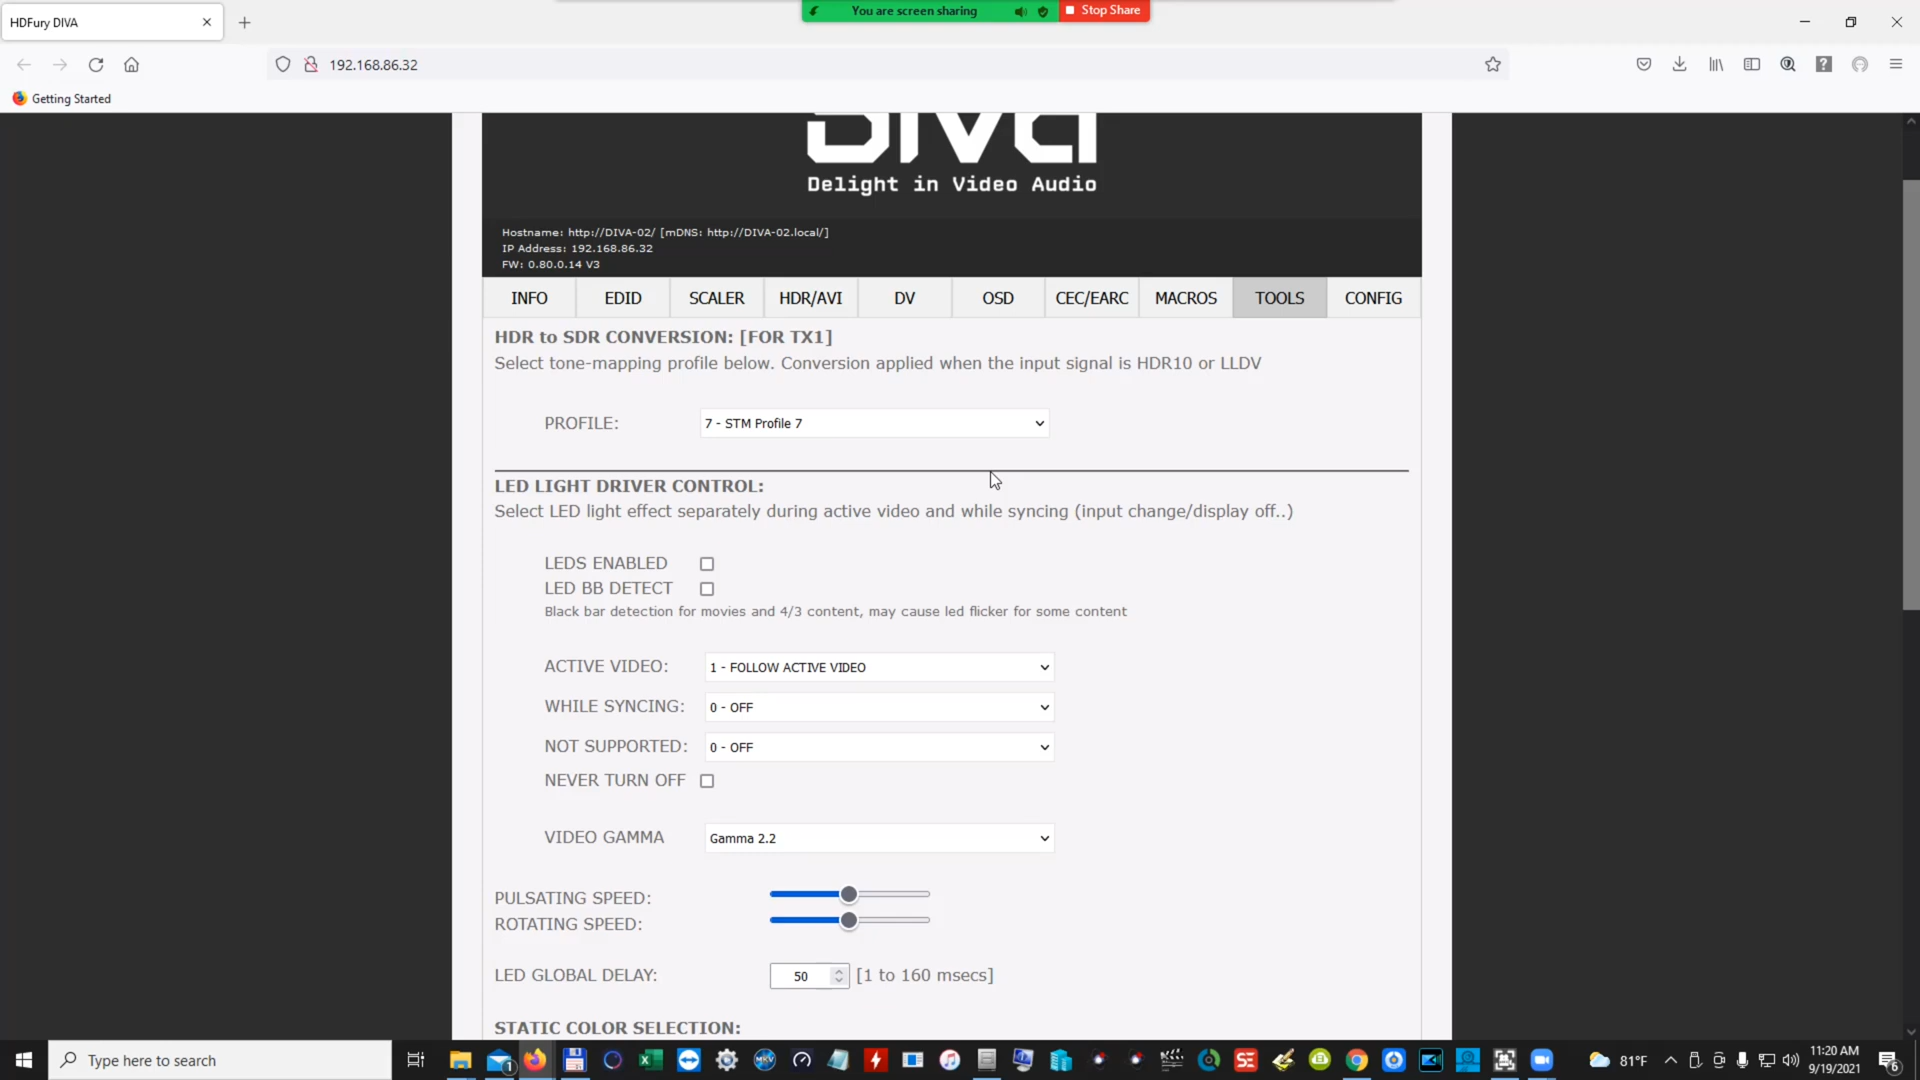 HDFury DIVA
You are screen sharing
Stop Share
192.168.86.32
Getting Started
DIVA
Delight in Video Audio
Hostname: http://DIVA-02/ [mDNS: http://DIVA-02.local/]
IP Address: 192.168.86.32
FW: 0.80.0.14 V3
INFO EDID SCALER HDR/AVI DV OSD CEC/EARC MACROS TOOLS CONFIG
HDR to SDR CONVERSION: [FOR TX1]
Select tone-mapping profile below. Conversion applied when the input signal is HDR10 or LLDV
PROFILE: 7 - STM Profile 7
LED LIGHT DRIVER CONTROL:
Select LED light effect separately during active video and while syncing (input change/display off..)
LEDS ENABLED
LED BB DETECT
Black bar detection for movies and 4/3 content, may cause led flicker for some content
ACTIVE VIDEO: 1 - FOLLOW ACTIVE VIDEO
WHILE SYNCING: 0 - OFF
NOT SUPPORTED: 0 - OFF
NEVER TURN OFF
VIDEO GAMMA Gamma 2.2
PULSATING SPEED:
ROTATING SPEED:
LED GLOBAL DELAY: 50 [1 to 160 msecs]
STATIC COLOR SELECTION:
Type here to search
1
MKV
SE
81°F
11:20 AM
9/19/2021
6